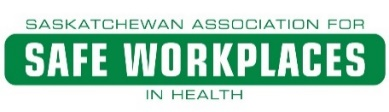 SASKATCHEWAN ASSOCIATION FOR
SAFE WORKPLACES
IN HEALTH